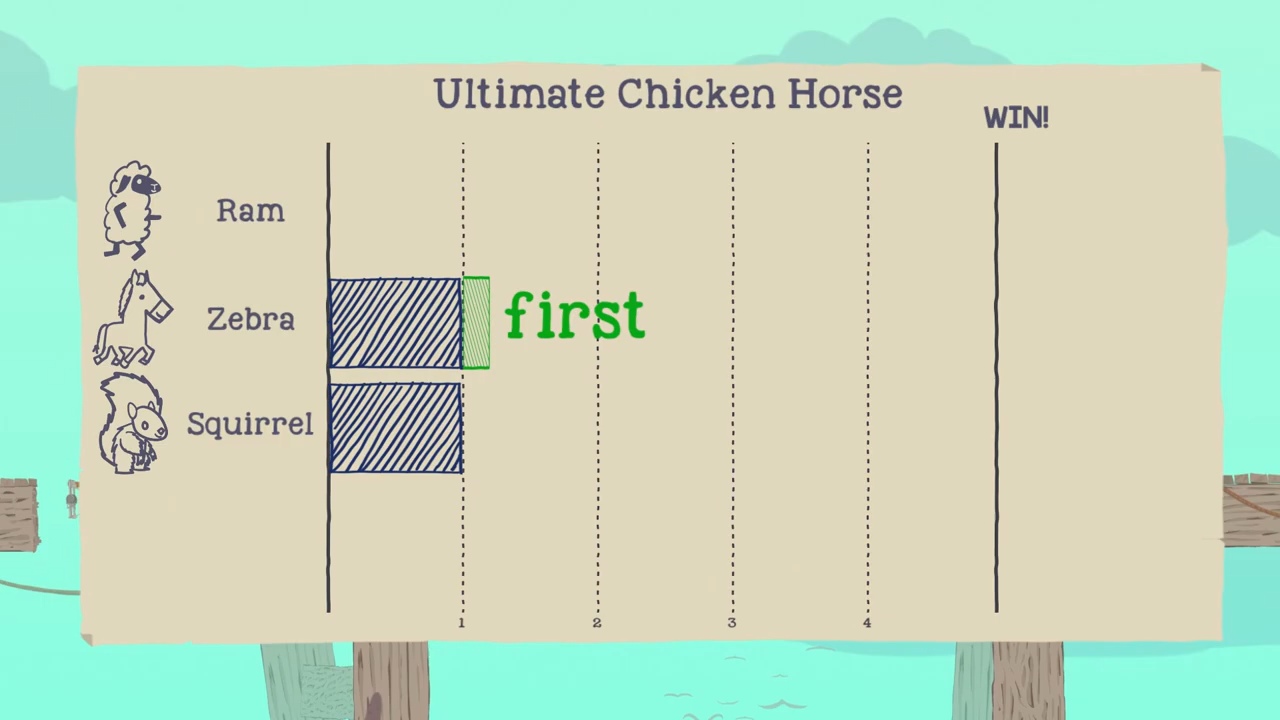 Ultimate Chicken Horse
WIN!
Ram
Zebra
first
Squirrel
1
2
3
4